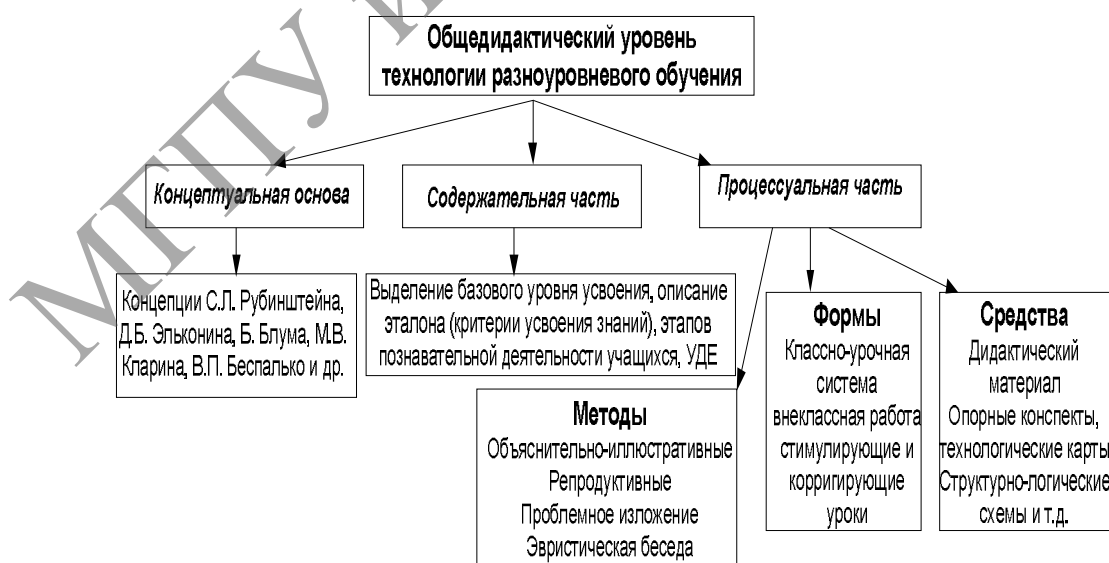 Общедидактический уровень
технологии разноуровневого обучения
Концептуальная основа
Содержательная часть
Процессуальная часть
Концепции С.Л. Рубинштейна,
Д.Б. Эльконина, Б. Блума, М.В.
Кларина, В.П. Беспалько и др.
Выделение базового уровня усвоения, описание
эталона (критерии усвоения знаний), этапов
познавательной деятельности учащихся, УДЕ
Методы
Объяснительно-иллюстративные
Репродуктивные
Проблемное изложение
Эвристическая беседа
Формы
Классно-урочная
система
внеклассная работа
стимулирующие и
корригирующие
уроки
Средства
Дидактический
материал
Опорные конспекты,
технологические карты
Структурно-логические
схемы и т.д.
МГПУ